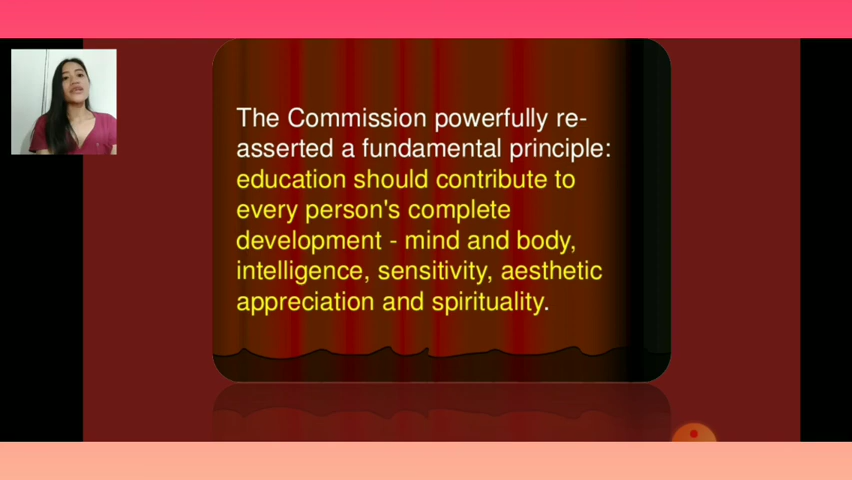 The Commission powerfully re-
asserted a fundamental principle:
education should contribute to
every person's complete
development - mind and body,
intelligence, sensitivity, aesthetic
appreciation and spirituality.